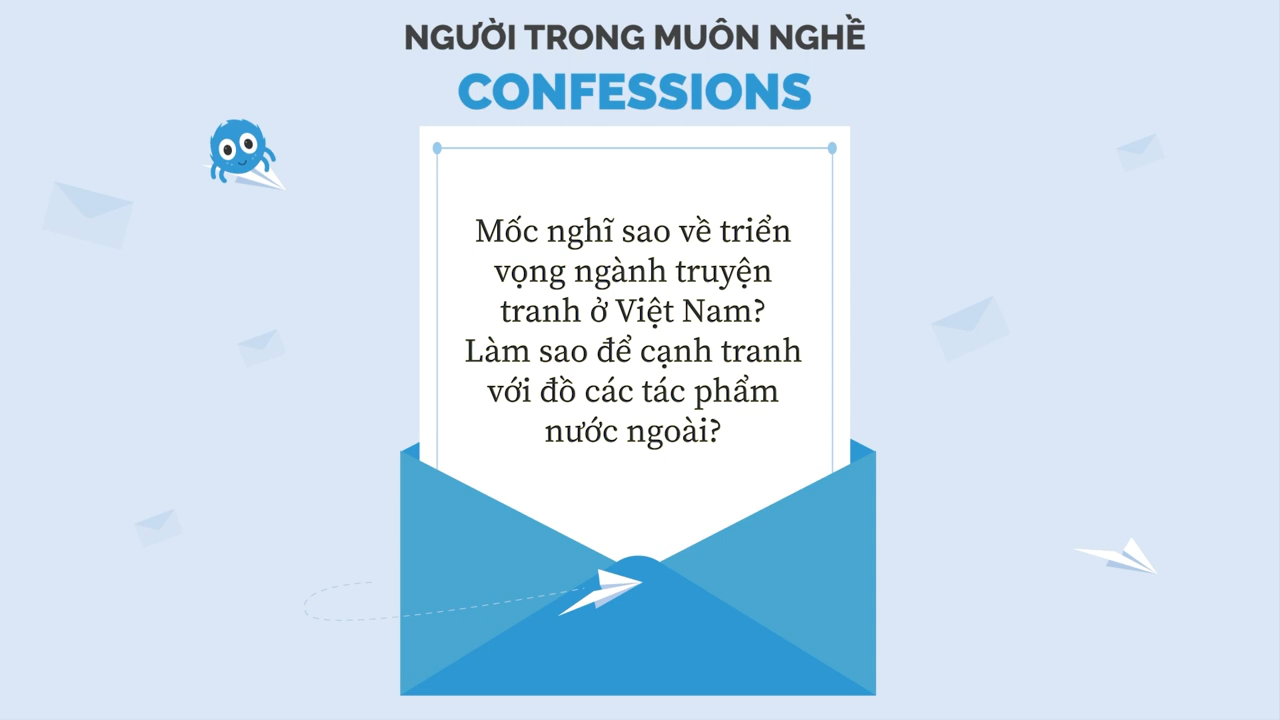 NGƯỜI TRONG MUÔN NGHỀ
CONFESSIONS
Mốc nghĩ sao về triển
vọng ngành truyện
tranh ở Việt Nam?
Làm sao để cạnh tranh
với đồ các tác phẩm
nước ngoài?